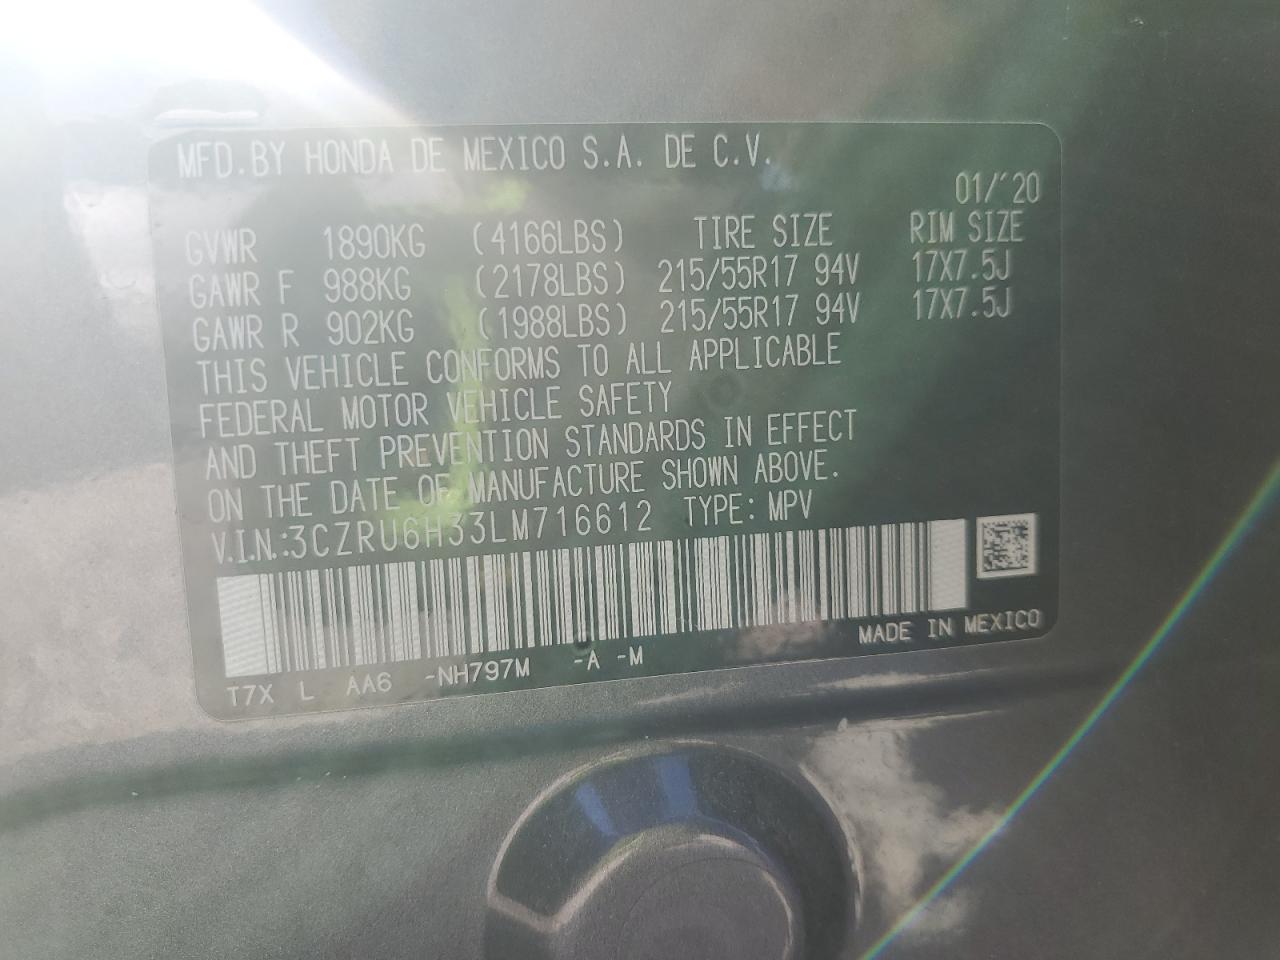 MFD.BY HONDA DE MEXICO S.A. DE C.V.
01/'20
GVWR 1890KG (4166LBS) TIRE SIZE RIM SIZE
GAWR F 988KG (2178LBS) 215/55R17 94V 17X7.5J
GAWR R 902KG (1988LBS) 215/55R17 94V 17X7.5J
THIS VEHICLE CONFORMS TO ALL APPLICABLE
FEDERAL MOTOR VEHICLE SAFETY
AND THEFT PREVENTION STANDARDS IN EFFECT
ON THE DATE OF MANUFACTURE SHOWN ABOVE.
V.I.N.:3CZRU6H33LM716612 TYPE: MPV
MADE IN MEXICO
T7X L AA6 -NH797M -A -M